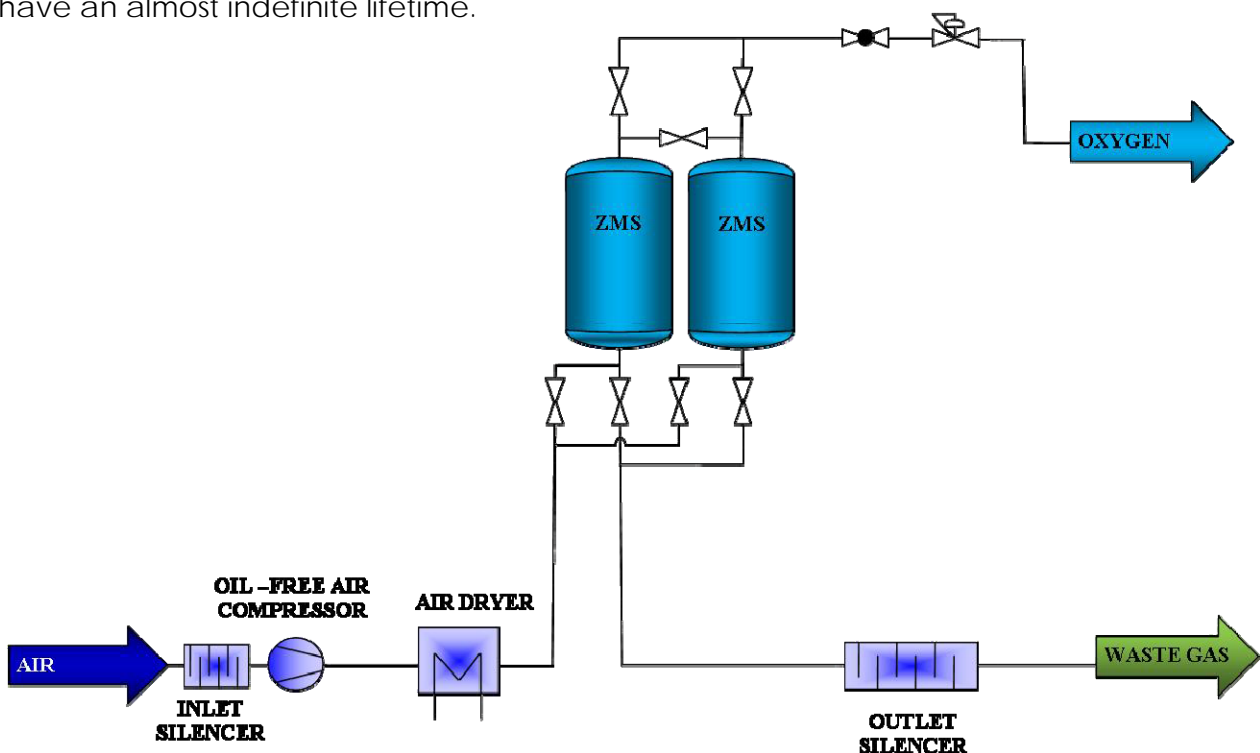 have an almost indefinite lifetime.
OXYGEN
ZMS
ZMS
OIL –FREE AIR
COMPRESSOR
AIR DRYER
AIR
INLET
SILENCER
WASTE GAS
OUTLET
SILENCER